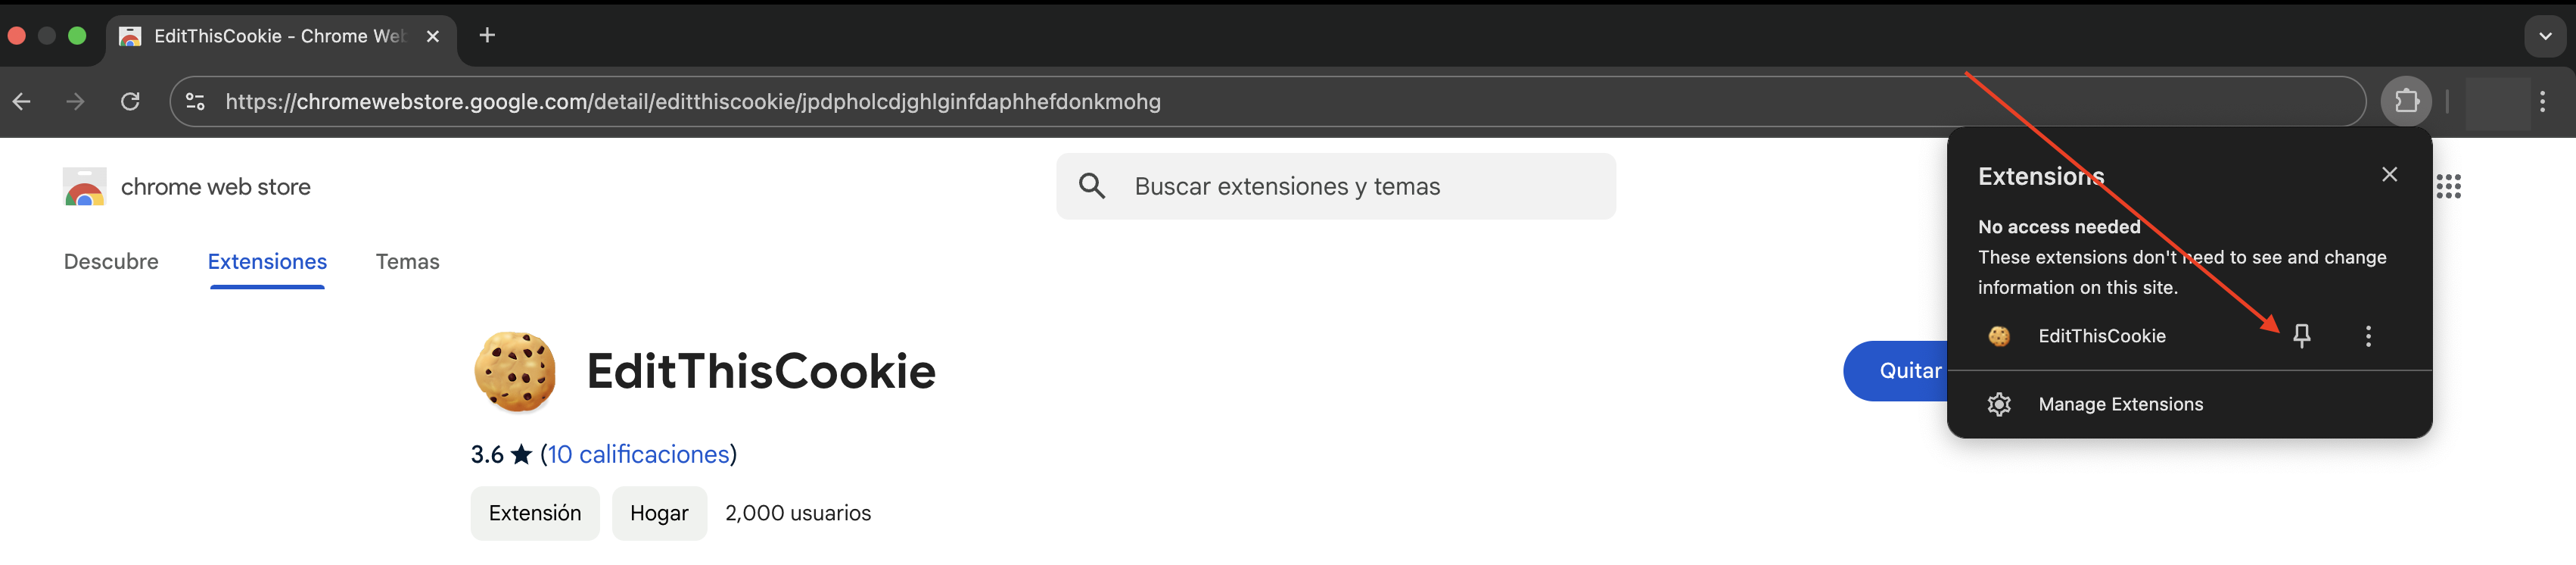 EditThisCookie - Chrome Web
https://chromewebstore.google.com/detail/editthiscookie/jpdpholcdjghlginfdaphhefdonkmohg
chrome web store
Buscar extensiones y temas
Descubre
Extensiones
Temas
EditThisCookie
3.6 ★ (10 calificaciones)
Extensión
Hogar
2,000 usuarios
Quitar
Extensions
No access needed
These extensions don't need to see and change
information on this site.
EditThisCookie
Manage Extensions